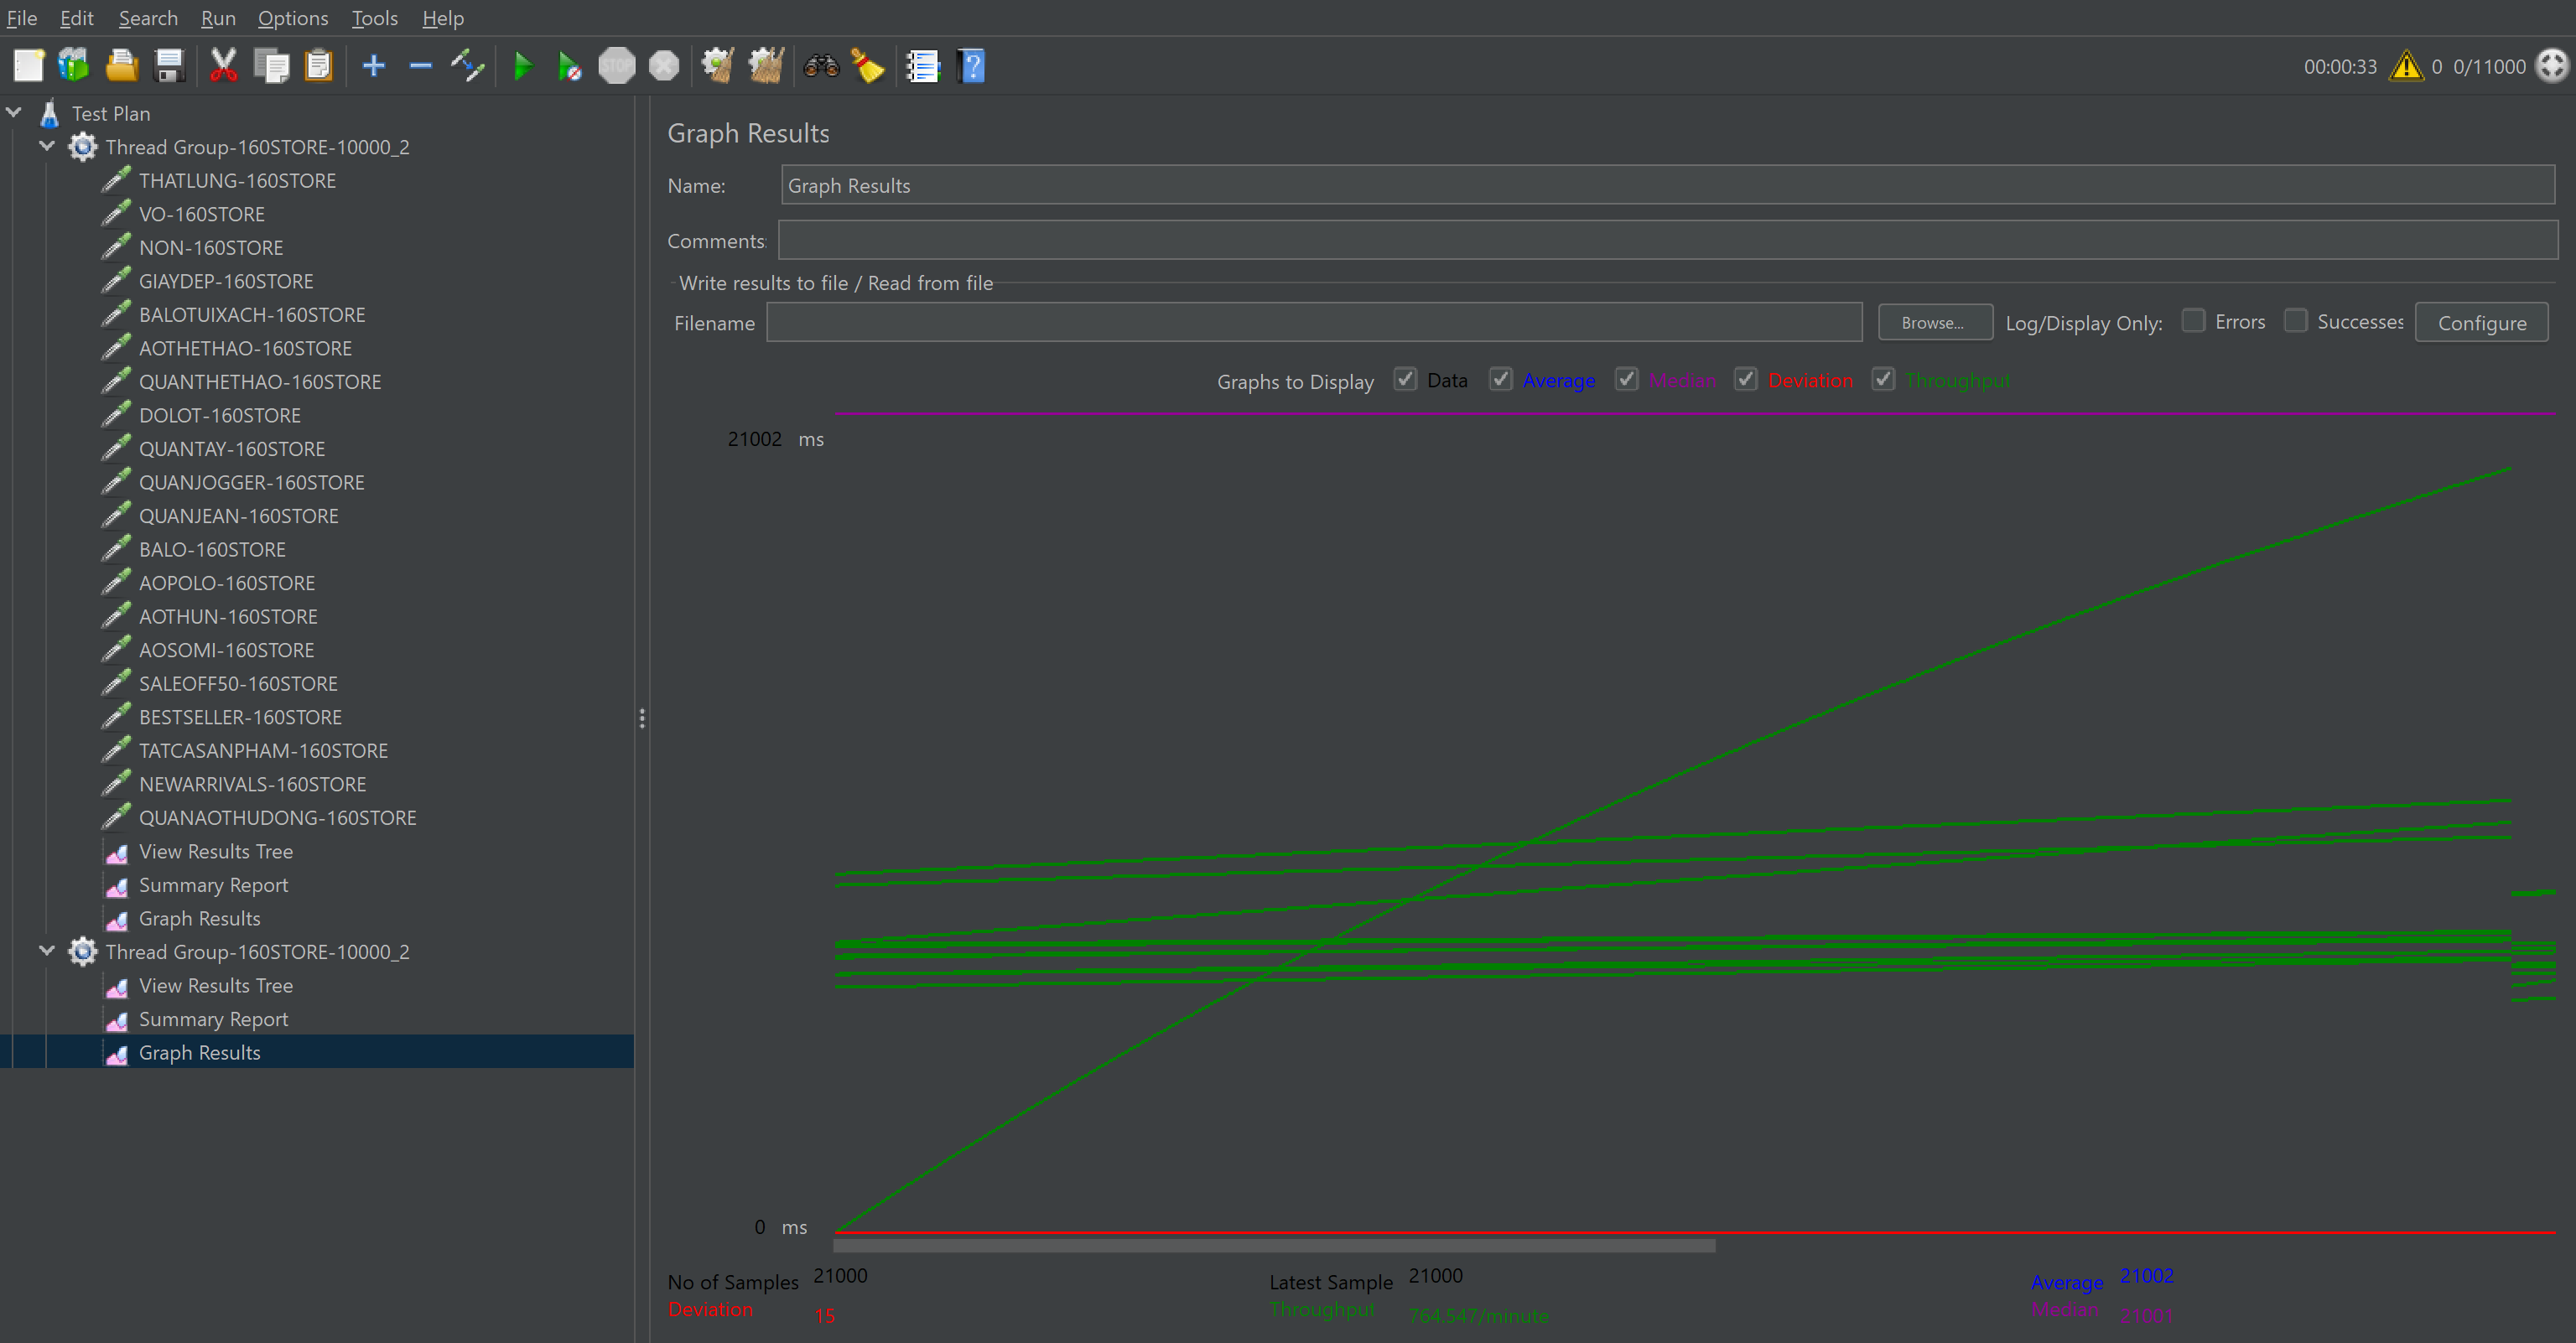 File Edit Search Run Options Tools Help
STOP
00:00:33 0 0/11000
Test Plan
Thread Group-160STORE-10000_2
THATLUNG-160STORE
VO-160STORE
NON-160STORE
GIAYDEP-160STORE
BALOTUIXACH-160STORE
AOTHETHAO-160STORE
QUANTHETHAO-160STORE
DOLOT-160STORE
QUANTAY-160STORE
QUANJOGGER-160STORE
QUANJEAN-160STORE
BALO-160STORE
AOPOLO-160STORE
AOTHUN-160STORE
AOSOMI-160STORE
SALEOFF50-160STORE
BESTSELLER-160STORE
TATCASANPHAM-160STORE
NEWARRIVALS-160STORE
QUANAOTHUDONG-160STORE
View Results Tree
Summary Report
Graph Results
Thread Group-160STORE-10000_2
View Results Tree
Summary Report
Graph Results
Graph Results
Name: Graph Results
Comments:
Write results to file / Read from file
Filename Browse... Log/Display Only: Errors Successes Configure
Graphs to Display Data Average Median Deviation Throughput
21002 ms
0 ms
No of Samples 21000 Latest Sample 21000 Average 21002
Deviation 15 Throughput 764.547/minute Median 21001